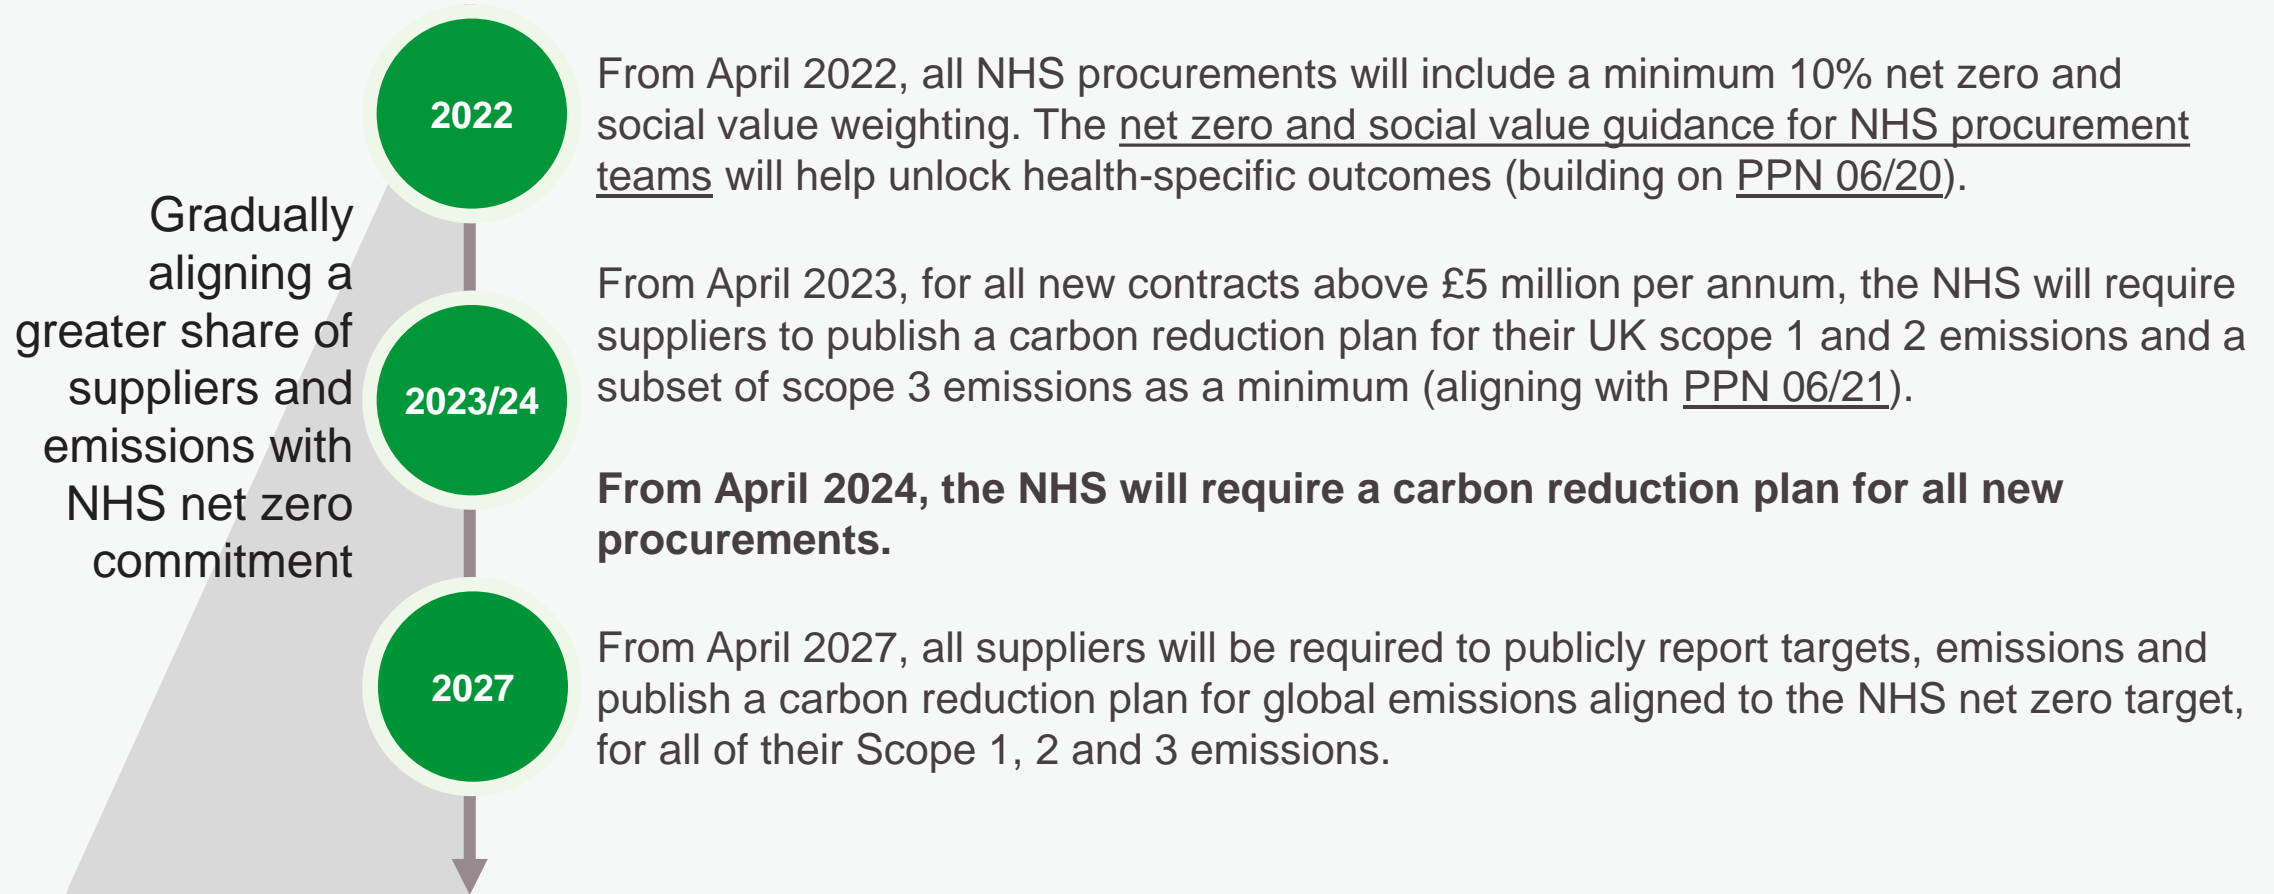 Gradually
aligning a
greater share of
suppliers and
emissions with
NHS net zero
commitment
2022
From April 2022, all NHS procurements will include a minimum 10% net zero and
social value weighting. The net zero and social value guidance for NHS procurement
teams will help unlock health-specific outcomes (building on PPN 06/20).
2023/24
From April 2023, for all new contracts above £5 million per annum, the NHS will require
suppliers to publish a carbon reduction plan for their UK scope 1 and 2 emissions and a
subset of scope 3 emissions as a minimum (aligning with PPN 06/21).
From April 2024, the NHS will require a carbon reduction plan for all new
procurements.
2027
From April 2027, all suppliers will be required to publicly report targets, emissions and
publish a carbon reduction plan for global emissions aligned to the NHS net zero target,
for all of their Scope 1, 2 and 3 emissions.